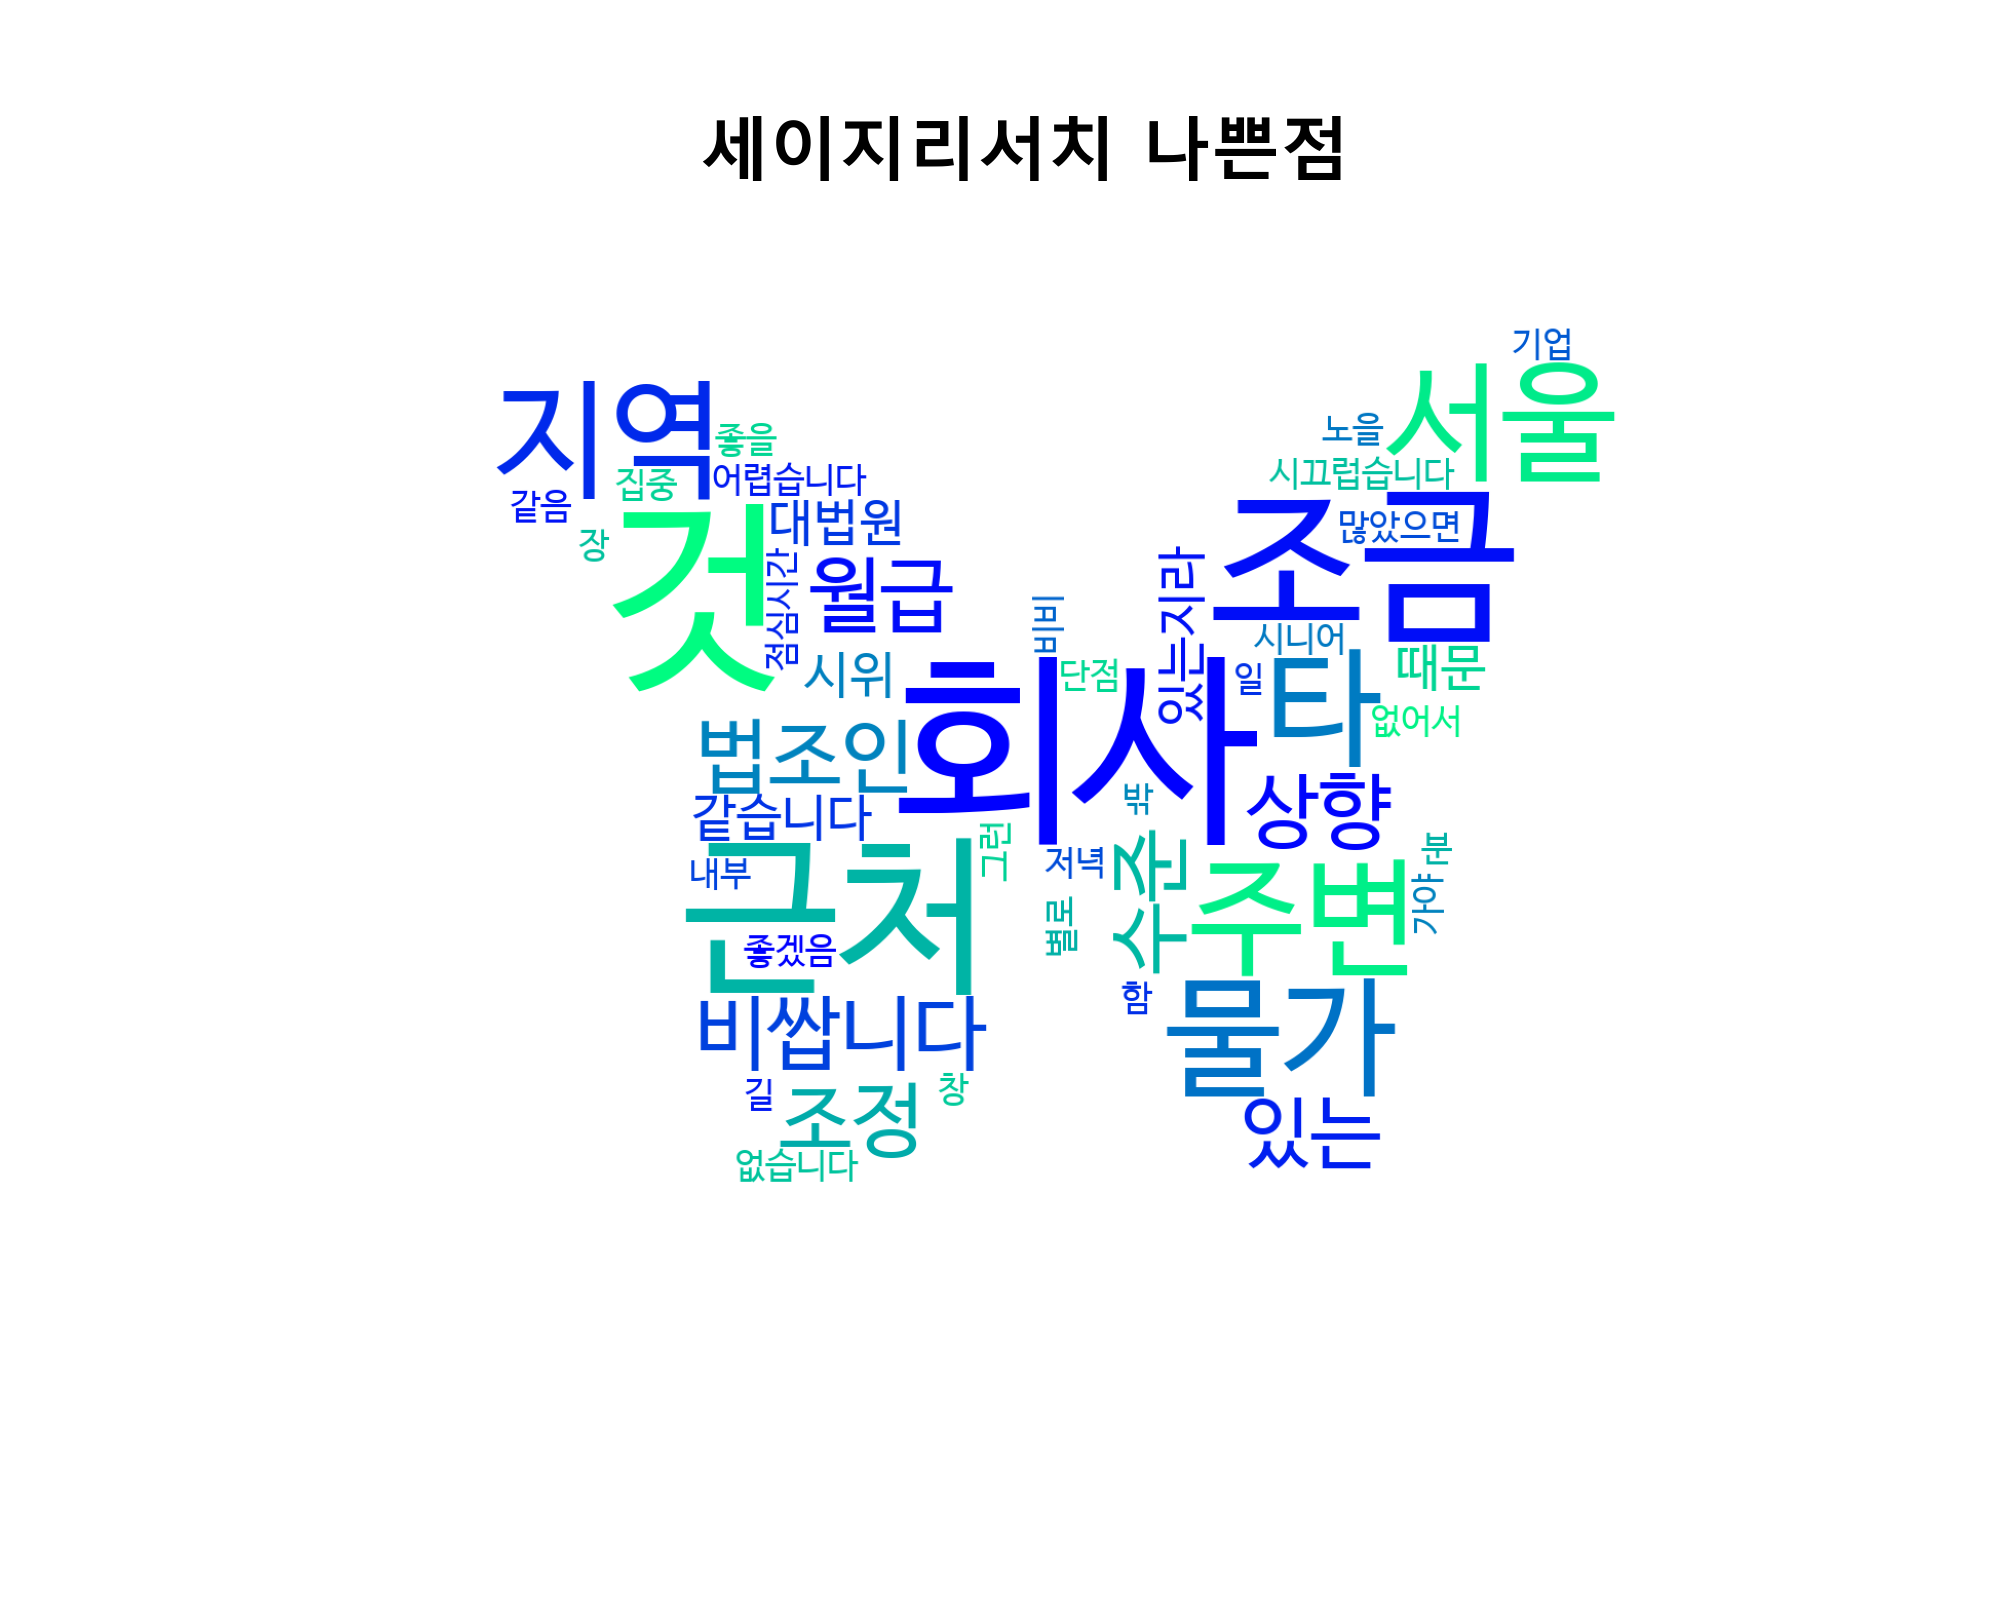 세이지리서치 나쁜점
기업
서울
지역
노을
좋을
시끄럽습니다
어렵습니다
집중
같음
조금
많았으면
대법원
장
것
점심시간
월급
있는지라
비비
시니어
시위
단점
일
타
때문
회사
없어서
법조인
상향
밖
같습니다
그런
근처
내부
저녁
수준
주변
분
가야
별로
좋겠음
함
물가
비쌉니다
길
조정
창
있는
없습니다